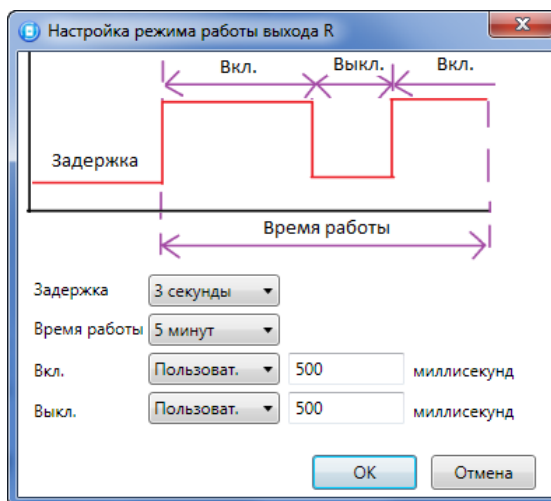 Настройка режима работы выхода R
Вкл. Выкл. Вкл.
Задержка
Время работы
Задержка 3 секунды
Время работы 5 минут
Вкл. Пользоват. 500 миллисекунд
Выкл. Пользоват. 500 миллисекунд
OK Отмена